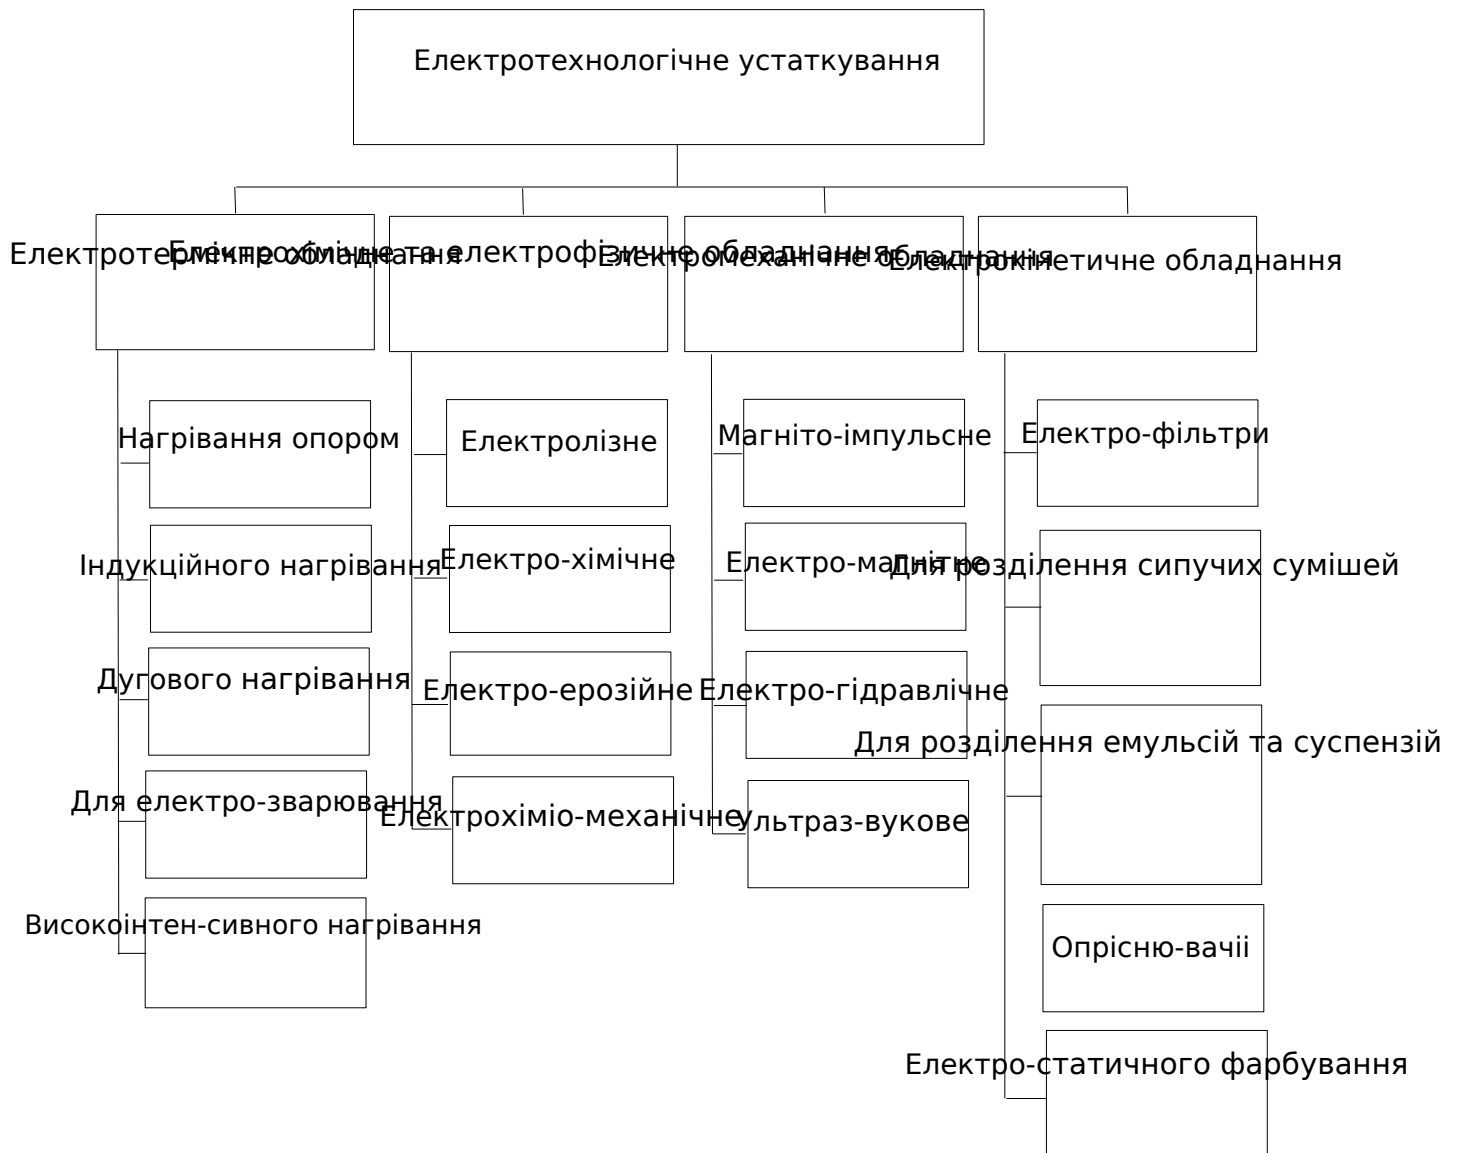 Електротехнологічне устаткування
Електротермічне обладнання
Електрохімічне та електрофізичне обладнання
Електромеханічне обладнання
Електрокінетичне обладнання
Нагрівання опором
Індукційного нагрівання
Дугового нагрівання
Для електро-зварювання
Високоінтен-сивного нагрівання
Електролізне
Електро-хімічне
Електро-ерозійне
Електрохіміо-механічне
Магніто-імпульсне
Електро-магнітне
Електро-гідравлічне
Ультраз-вукове
Електро-фільтри
Для розділення сипучих сумішей
Для розділення емульсій та суспензій
Опрісню-вачіі
Електро-статичного фарбування